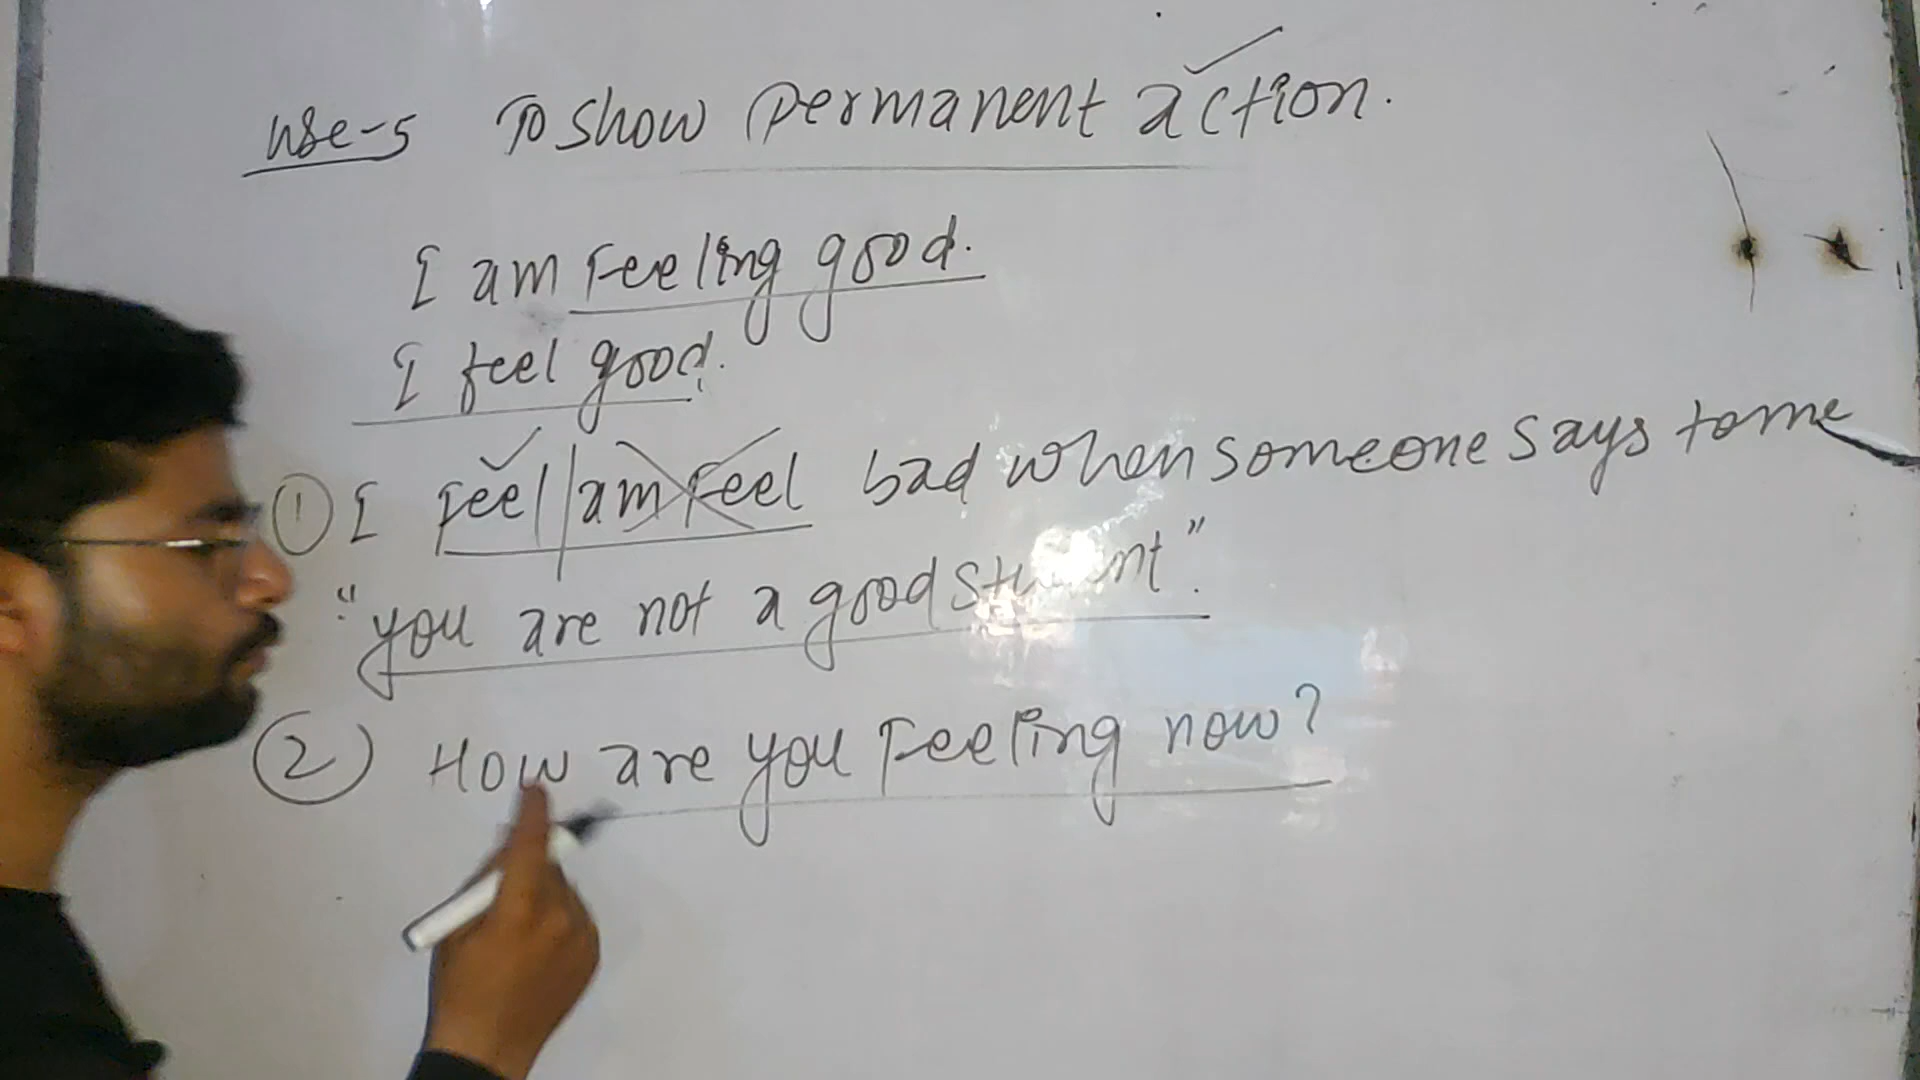 Use-5 To show permanent action.
I am feeling good.
I feel good.
① I feel/am feel bad when someone says to me
"you are not a good student".
② How are you feeling now?